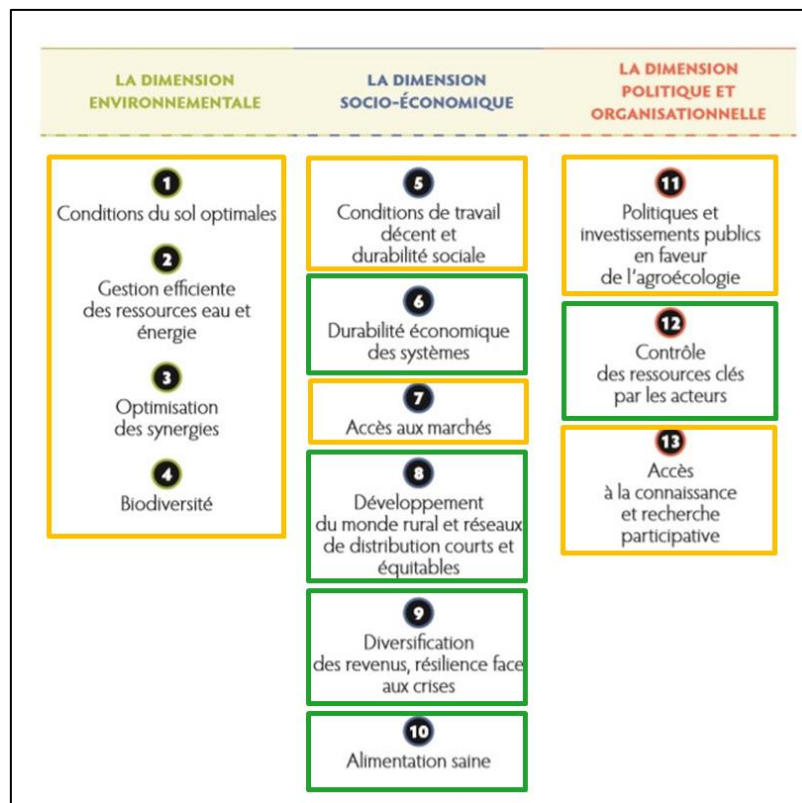 LA DIMENSION
ENVIRONNEMENTALE
1
Conditions du sol optimales
2
Gestion efficiente
des ressources eau et
énergie
3
Optimisation
des synergies
4
Biodiversité
LA DIMENSION
SOCIO-ÉCONOMIQUE
5
Conditions de travail
décent et
durabilité sociale
6
Durabilité économique
des systèmes
7
Accès aux marchés
8
Développement
du monde rural et réseaux
de distribution courts et
équitables
9
Diversification
des revenus, résilience face
aux crises
10
Alimentation saine
LA DIMENSION
POLITIQUE ET
ORGANISATIONNELLE
11
Politiques et
investissements publics
en faveur
de l'agroécologie
12
Contrôle
des ressources clés
par les acteurs
13
Accès
à la connaissance
et recherche
participative